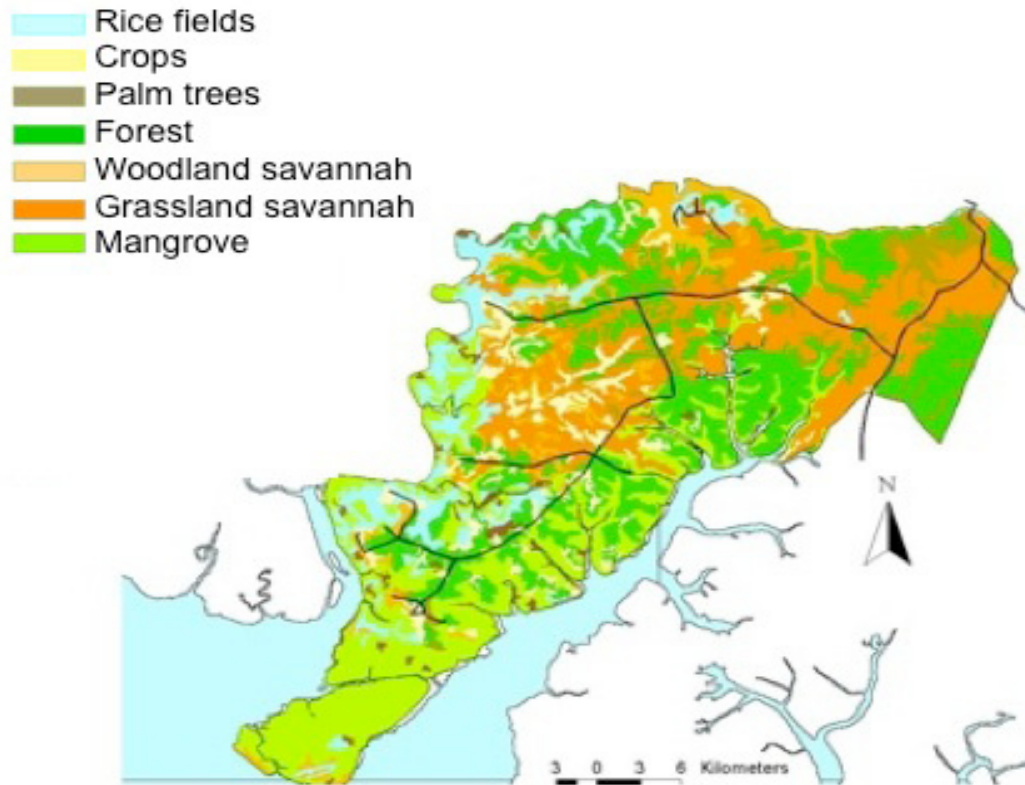 Rice fields
Crops
Palm trees
Forest
Woodland savannah
Grassland savannah
Mangrove
N
3 0 3 6 Kilometers